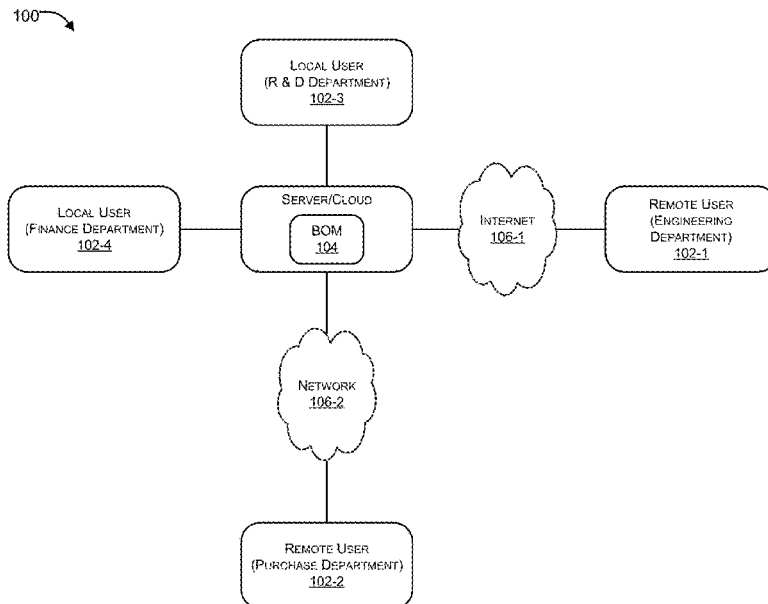 100
LOCAL USER
(R & D DEPARTMENT)
102-3
LOCAL USER
(FINANCE DEPARTMENT)
102-4
SERVER/CLOUD
BOM
104
INTERNET
106-1
REMOTE USER
(ENGINEERING
DEPARTMENT)
102-1
NETWORK
106-2
REMOTE USER
(PURCHASE DEPARTMENT)
102-2